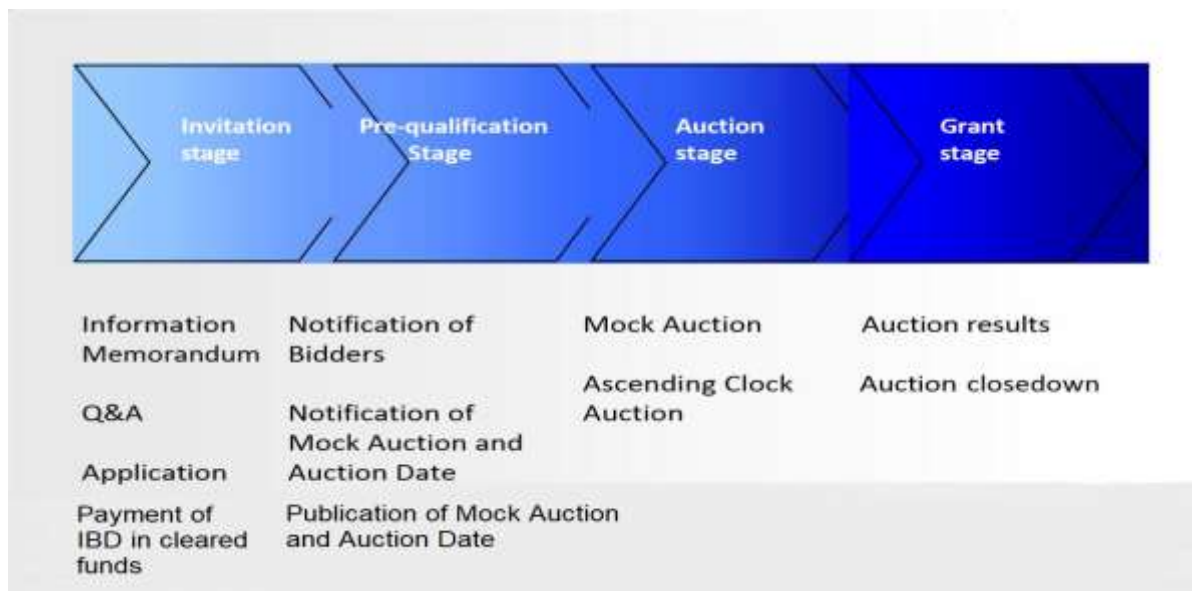 Invitation
stage
Pre-qualification
Stage
Auction
stage
Grant
stage
Information
Memorandum
Q&A
Application
Payment of
IBD in cleared
funds
Notification of
Bidders
Notification of
Mock Auction and
Auction Date
Publication of Mock Auction
and Auction Date
Mock Auction
Ascending Clock
Auction
Auction results
Auction closedown